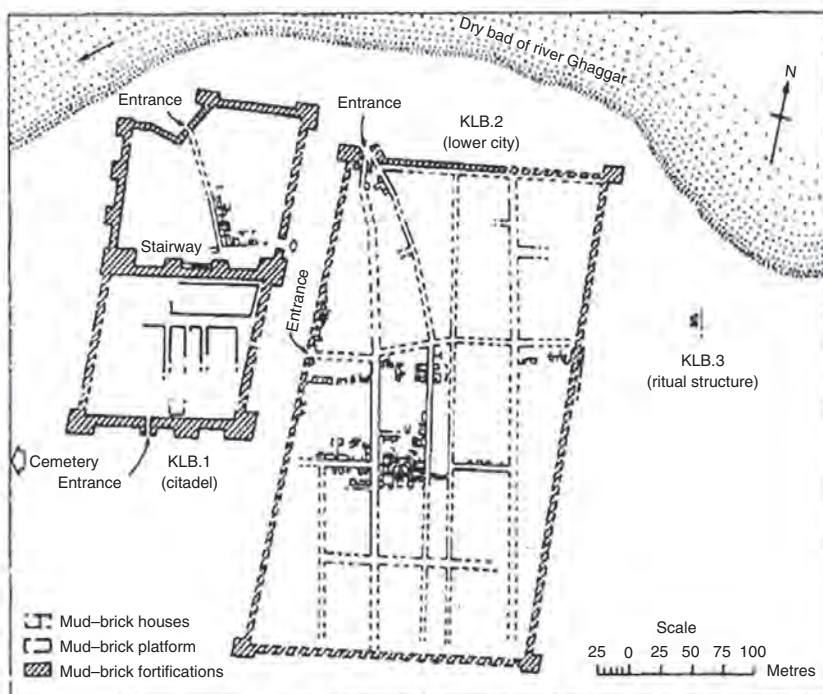 Dry bad of river Ghaggar
N
Entrance
Entrance
KLB.2
(lower city)
Stairway
Entrance
KLB.3
(ritual structure)
Cemetery
Entrance
KLB.1
(citadel)
Mud–brick houses
Mud–brick platform
Mud–brick fortifications
Scale
25 0 25 50 100
Metres